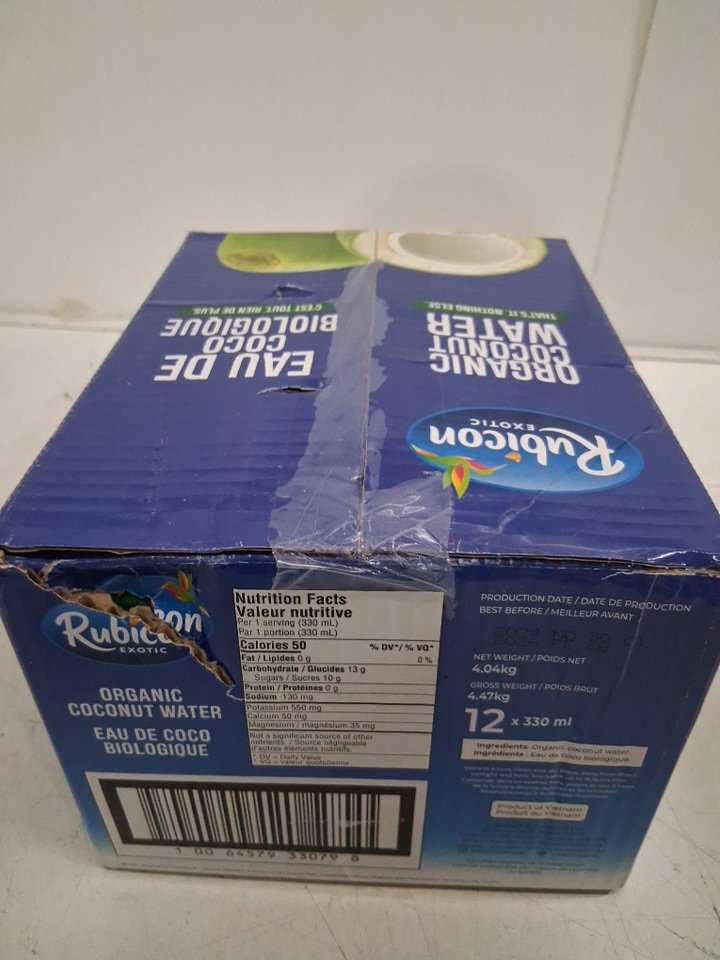 EAU DE
COCO
BIOLOGIQUE
C'EST TOUT. RIEN DE PLUS.
ORGANIC
COCONUT
WATER
THAT'S IT. NOTHING ELSE.
Rubicon
EXOTIC
Rubicon
EXOTIC
ORGANIC
COCONUT WATER
EAU DE COCO
BIOLOGIQUE
Nutrition Facts
Valeur nutritive
Per 1 serving (330 mL)
Par 1 portion (330 mL)
Calories 50 % DV*/% VQ*
Fat / Lipides 0 g 0 %
Carbohydrate / Glucides 13 g
Sugars / Sucres 10 g
Protein / Protéines 0 g
Sodium 130 mg
Potassium 550 mg
Calcium 50 mg
Magnesium / magnésium 35 mg
Not a significant source of other
nutrients. / Source négligeable
d'autres éléments nutritifs.
* DV = Daily Value
* VQ = valeur quotidienne
1 00 64579 33079 8
PRODUCTION DATE / DATE DE PRODUCTION
BEST BEFORE / MEILLEUR AVANT
NET WEIGHT / POIDS NET
4.04kg
GROSS WEIGHT / POIDS BRUT
4.47kg
12 x 330 ml
Ingredients: Organic coconut water.
Ingrédients : Eau de coco biologique.
Product of Vietnam
Produit du Vietnam